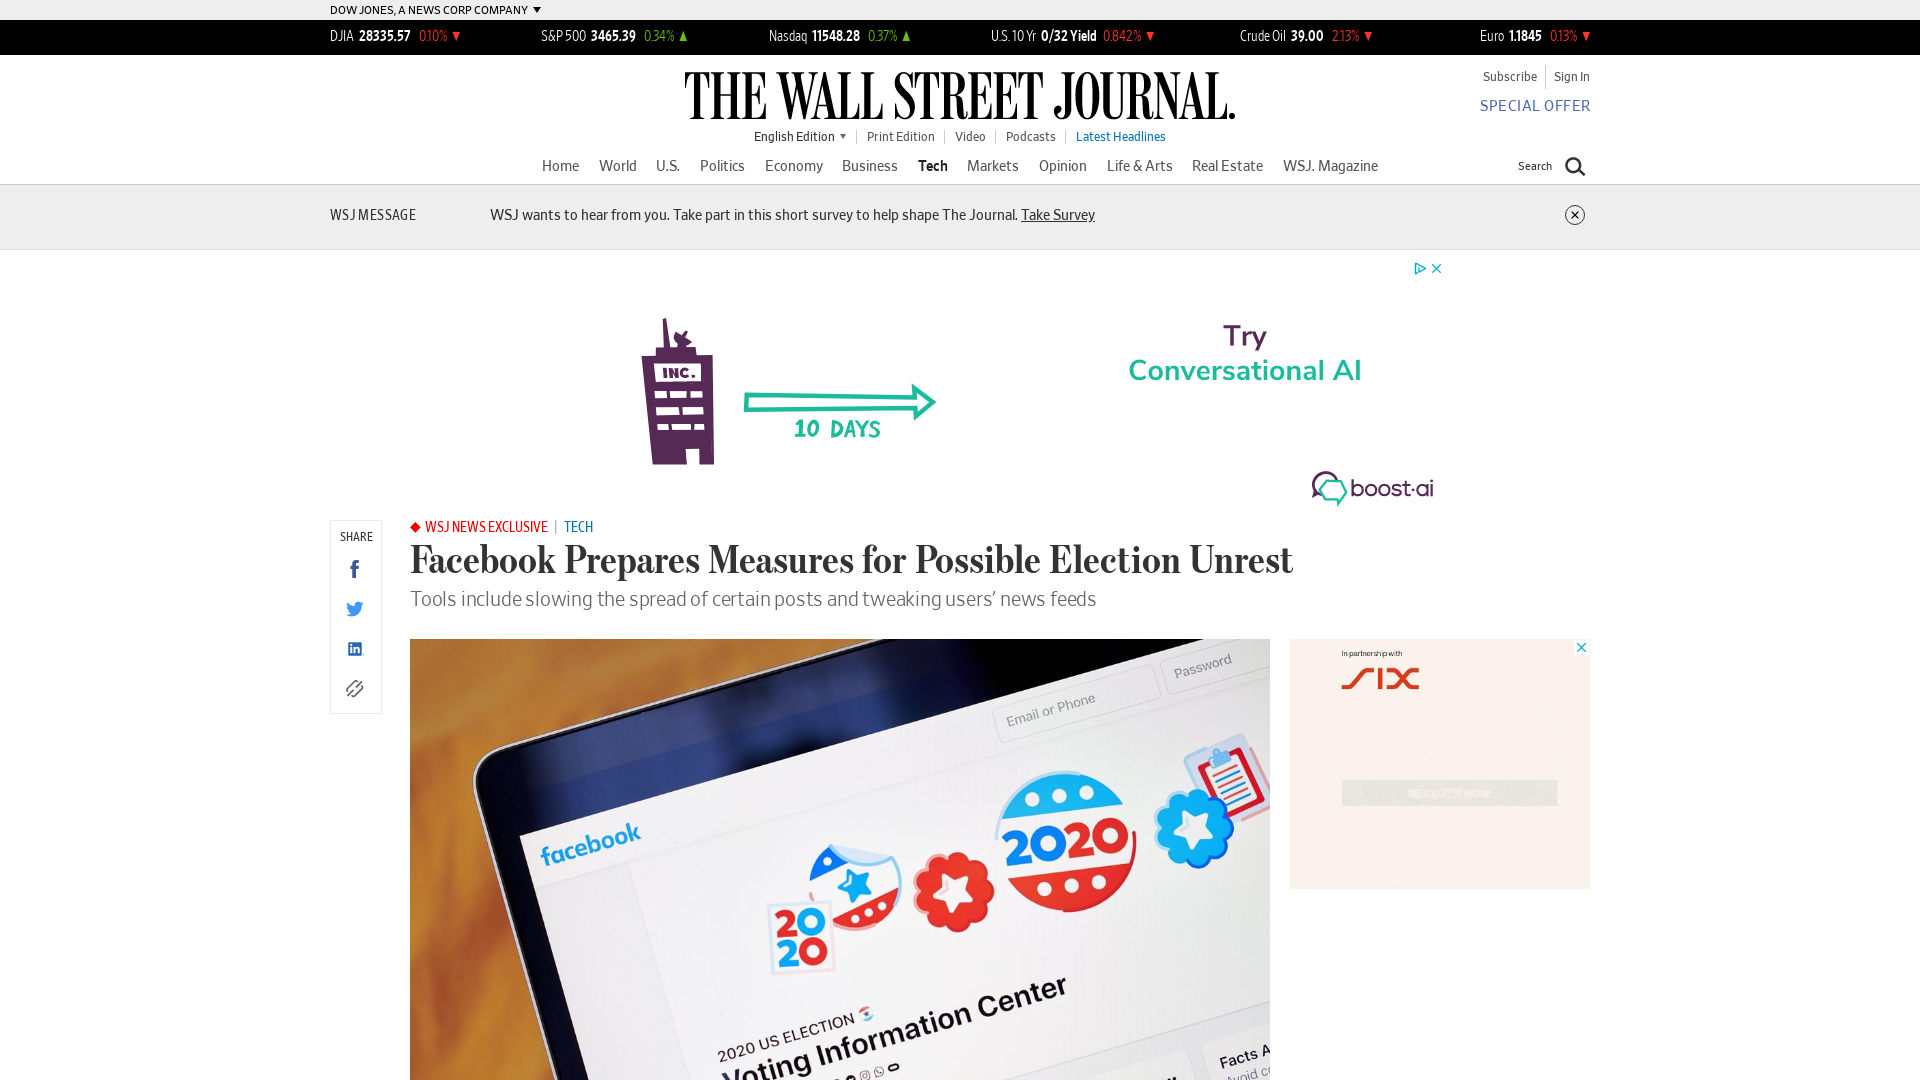 DOW JONES, A NEWS CORP COMPANY
DJIA 28335.57 0.10% S&P 500 3465.39 0.34% Nasdaq 11548.28 0.37% U.S. 10 Yr 0/32 Yield 0.842% Crude Oil 39.00 2.13% Euro 1.1845 0.13%
THE WALL STREET JOURNAL.
Subscribe Sign In
SPECIAL OFFER
English Edition Print Edition Video Podcasts Latest Headlines
Home World U.S. Politics Economy Business Tech Markets Opinion Life & Arts Real Estate WSJ. Magazine Search
WSJ MESSAGE WSJ wants to hear from you. Take part in this short survey to help shape The Journal. Take Survey
INC.
10 DAYS
Try
Conversational AI
boost.ai
SHARE
WSJ NEWS EXCLUSIVE | TECH
Facebook Prepares Measures for Possible Election Unrest
Tools include slowing the spread of certain posts and tweaking users' news feeds
Email or Phone
Password
facebook
2020
2020
2020 US ELECTION
Voting Information Center
Facts A
In partnership with
SIX
REGISTER NOW